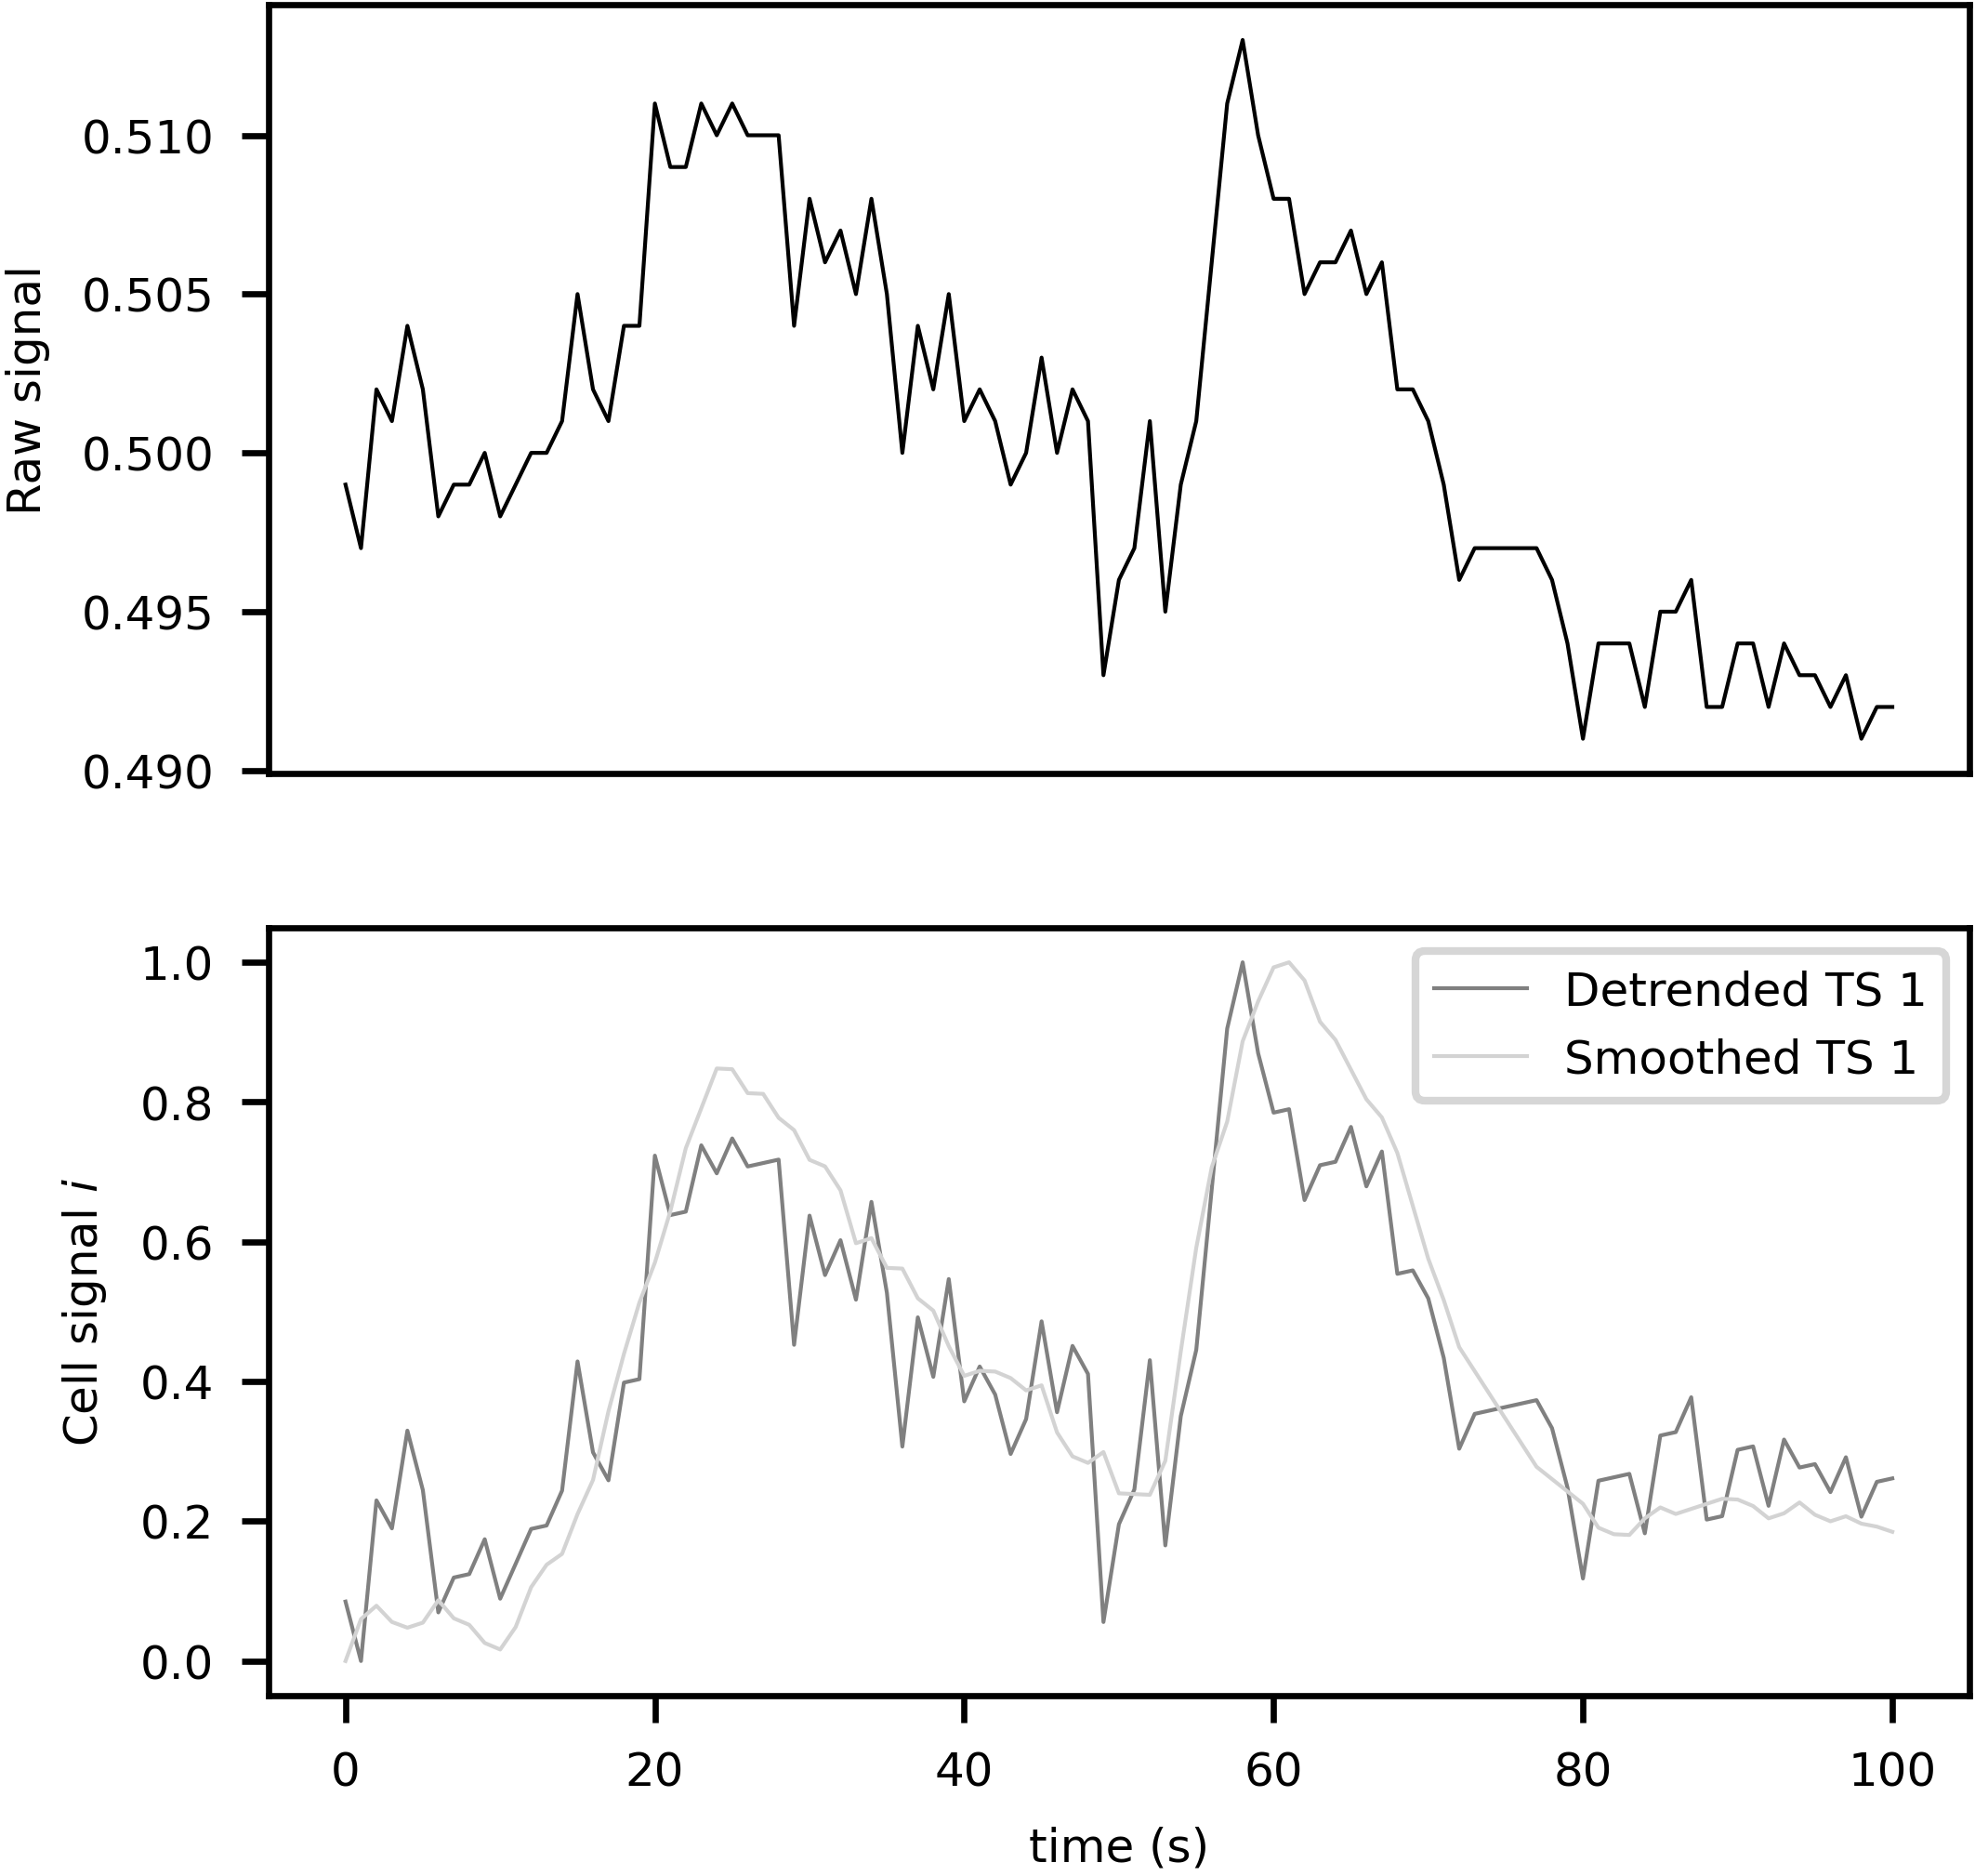 Raw signal
0.510
0.505
0.500
0.495
0.490
Cell signal i
1.0
0.8
0.6
0.4
0.2
0.0
Detrended TS 1
Smoothed TS 1
0 20 40 60 80 100
time (s)